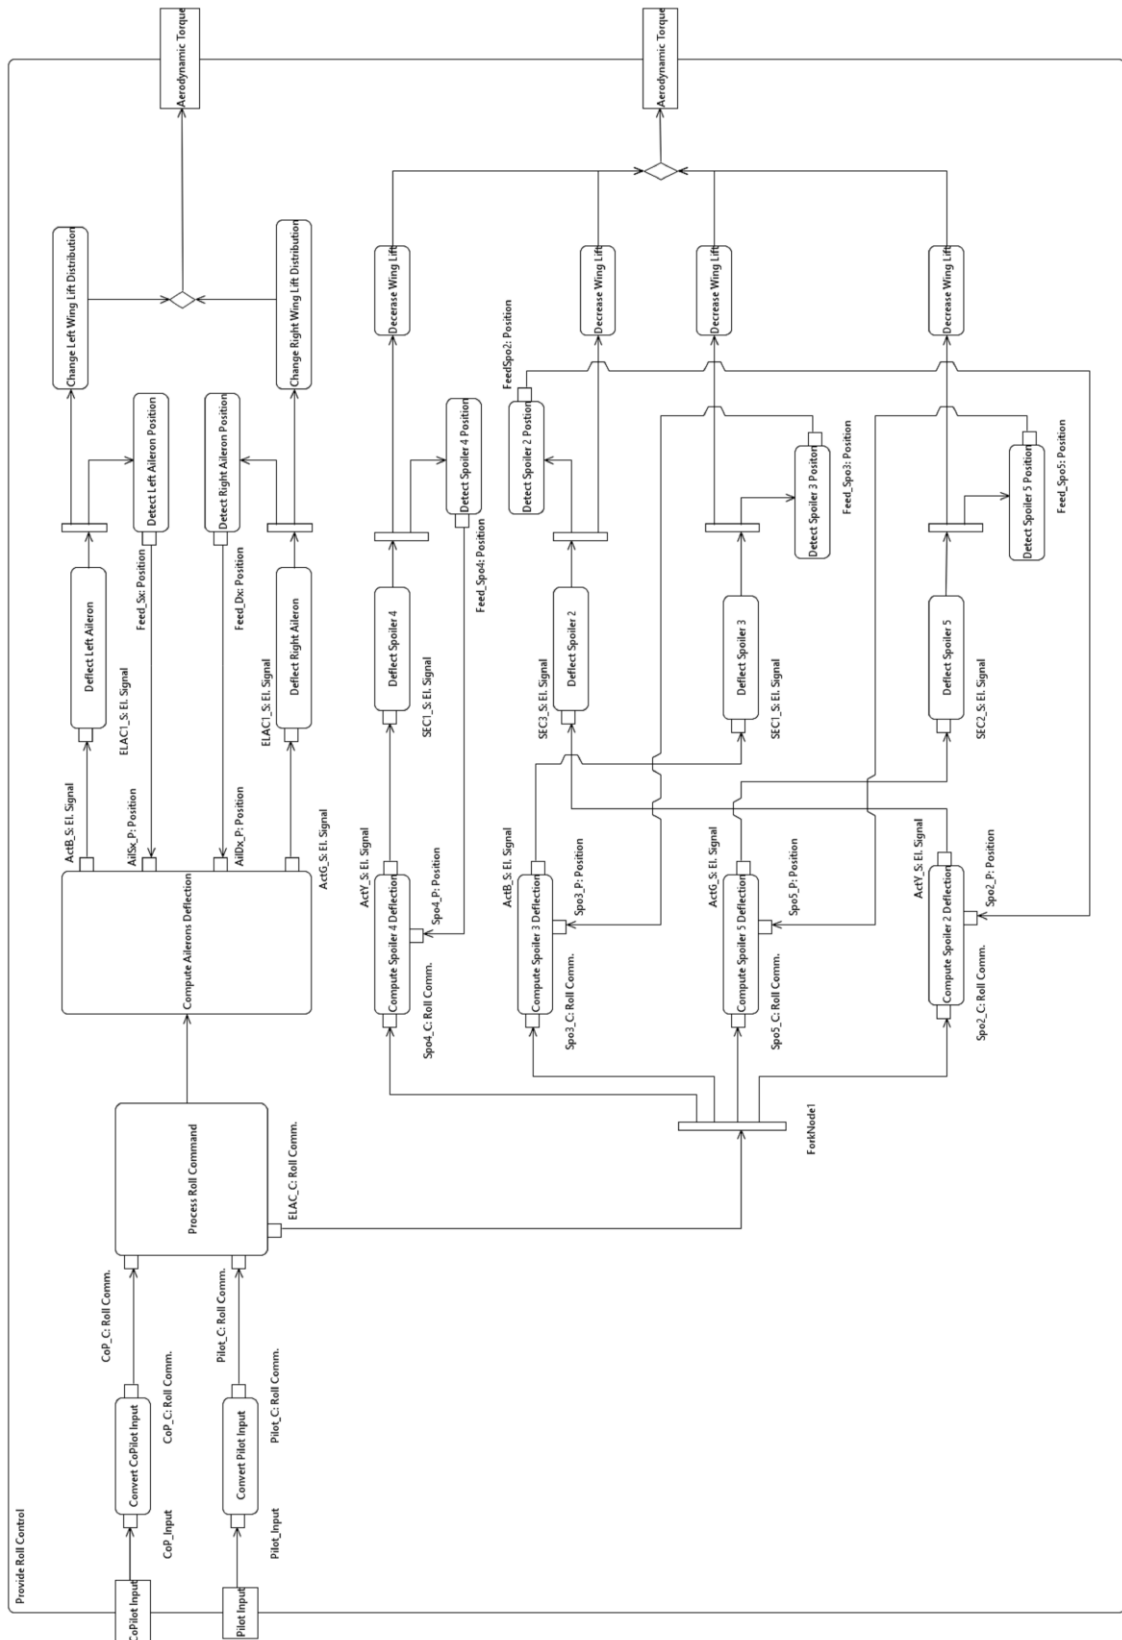 Provide Roll Control
CoPilot Input
CoP_Input
Convert CoPilot Input
CoP_C: Roll Comm.
CoP_C: Roll Comm.
Pilot Input
Pilot_Input
Convert Pilot Input
Pilot_C: Roll Comm.
Pilot_C: Roll Comm.
Process Roll Command
ELAC_C: Roll Comm.
Compute Ailerons Deflection
ActB_S: El. Signal
AilSx_P: Position
AilDx_P: Position
ActG_S: El. Signal
Deflect Left Aileron
ELAC1_S: El. Signal
Feed_Sx: Position
Feed_Dx: Position
ELAC1_S: El. Signal
Deflect Right Aileron
Detect Left Aileron Position
Detect Right Aileron Position
Change Left Wing Lift Distribution
Change Right Wing Lift Distribution
Aerodynamic Torque
ForkNode1
Spo4_C: Roll Comm.
Compute Spoiler 4 Deflection
ActY_S: El. Signal
Spo4_P: Position
Deflect Spoiler 4
SEC1_S: El. Signal
Feed_Spo4: Position
Detect Spoiler 4 Position
Decerase Wing Lift
Spo3_C: Roll Comm.
Compute Spoiler 3 Deflection
ActB_S: El. Signal
Spo3_P: Position
SEC3_S: El. Signal
Deflect Spoiler 2
Detect Spoiler 2 Postion
FeedSpo2: Position
Decrease Wing Lift
Spo5_C: Roll Comm.
Compute Spoiler 5 Deflection
ActG_S: El. Signal
Spo5_P: Position
Deflect Spoiler 3
SEC1_S: El. Signal
Detect Spoiler 3 Positon
Feed_Spo3: Position
Decrease Wing Lift
Spo2_C: Roll Comm.
Compute Spoiler 2 Deflection
ActY_S: El. Signal
Spo2_P: Position
Deflect Spoiler 5
SEC2_S: El. Signal
Detect Spoiler 5 Position
Feed_Spo5: Position
Decrease Wing Lift
Aerodynamic Torque